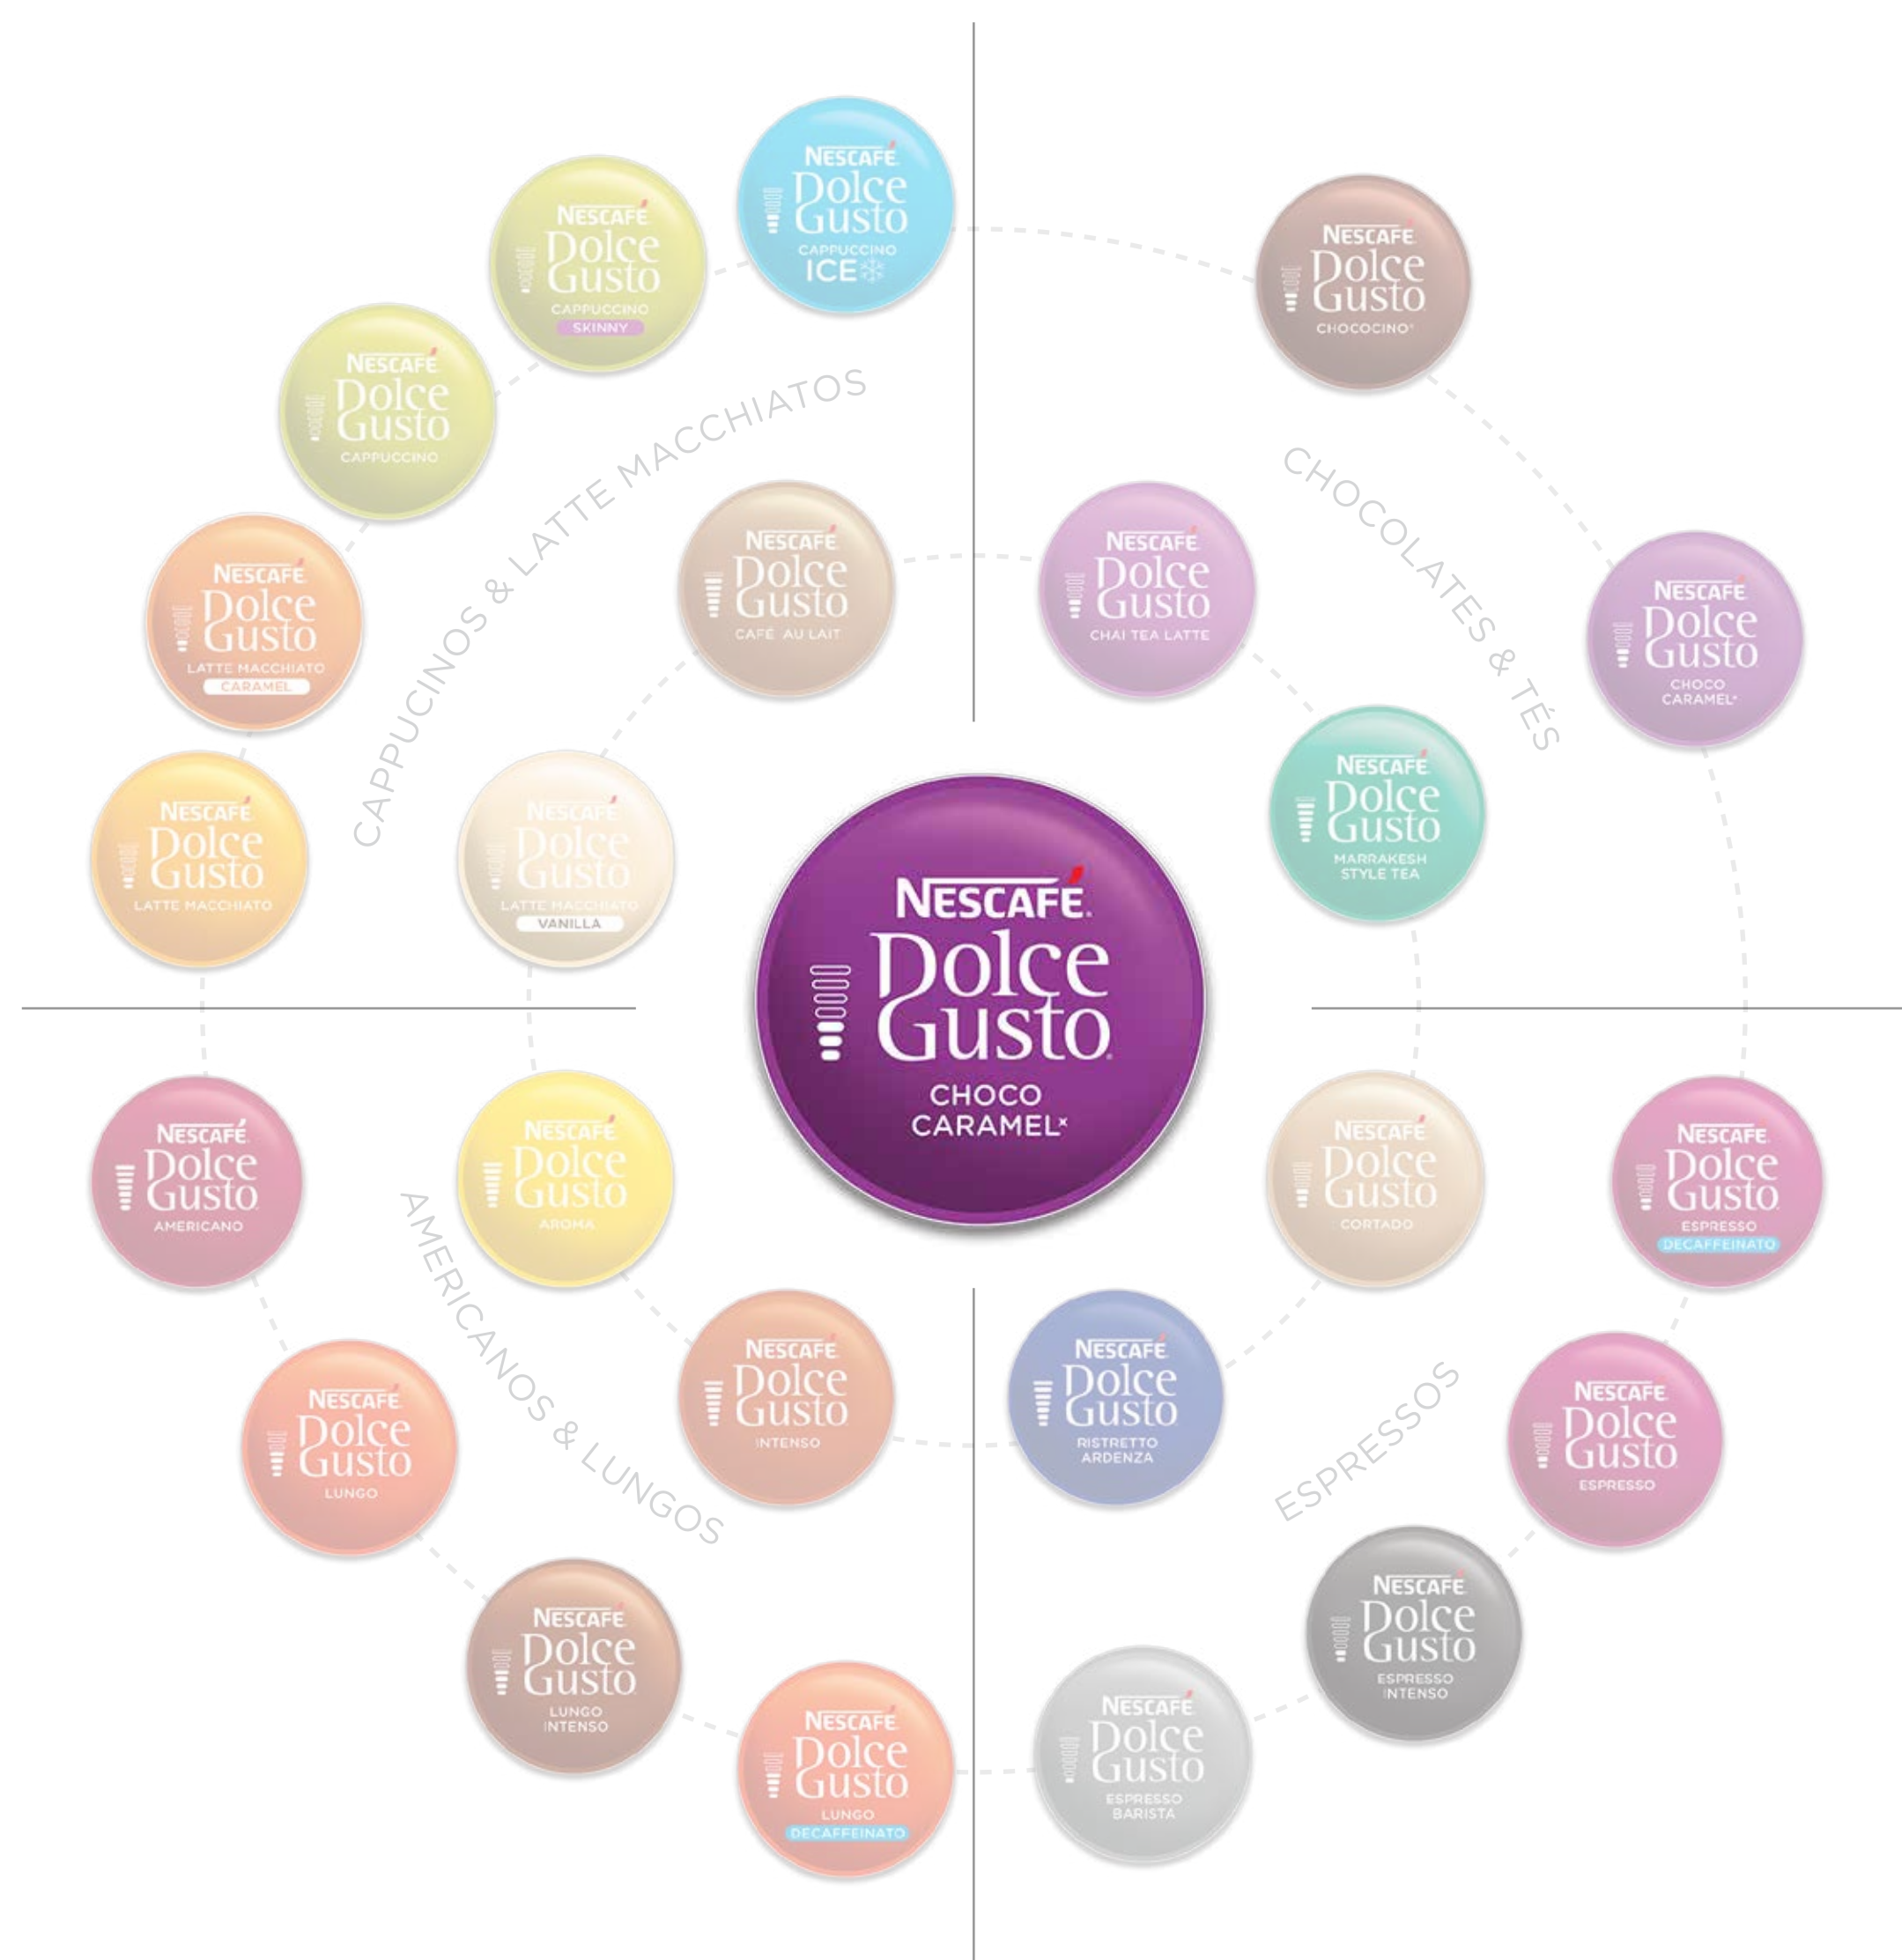 NESCAFÉ
Dolce
Gusto
CAPPUCCINO
ICE
NESCAFÉ
Dolce
Gusto
CAPPUCCINO
SKINNY
NESCAFÉ
Dolce
Gusto
CAPPUCCINO
NESCAFÉ
Dolce
Gusto
LATTE MACCHIATO
CARAMEL
NESCAFÉ
Dolce
Gusto
LATTE MACCHIATO
CAPPUCINOS & LATTE MACCHIATOS
NESCAFÉ
Dolce
Gusto
CAFÉ AU LAIT
NESCAFÉ
Dolce
Gusto
LATTE MACCHIATO
VANILLA
NESCAFÉ
Dolce
Gusto
CHOCOCINO*
CHOCOLATES & TÉS
NESCAFÉ
Dolce
Gusto
CHOCO
CARAMEL*
NESCAFÉ
Dolce
Gusto
CHAI TEA LATTE
NESCAFÉ
Dolce
Gusto
MARRAKESH
STYLE TEA
NESCAFÉ
Dolce
Gusto
CHOCO
CARAMEL*
NESCAFÉ
Dolce
Gusto
AMERICANO
NESCAFÉ
Dolce
Gusto
AROMA
AMERICANOS & LUNGOS
NESCAFÉ
Dolce
Gusto
INTENSO
NESCAFÉ
Dolce
Gusto
LUNGO
NESCAFÉ
Dolce
Gusto
LUNGO
INTENSO
NESCAFÉ
Dolce
Gusto
LUNGO
DECAFFEINATO
NESCAFÉ
Dolce
Gusto
CORTADO
NESCAFÉ
Dolce
Gusto
ESPRESSO
DECAFFEINATO
NESCAFÉ
Dolce
Gusto
RISTRETTO
ARDENZA
ESPRESSOS
NESCAFÉ
Dolce
Gusto
ESPRESSO
NESCAFÉ
Dolce
Gusto
ESPRESSO
INTENSO
NESCAFÉ
Dolce
Gusto
ESPRESSO
BARISTA